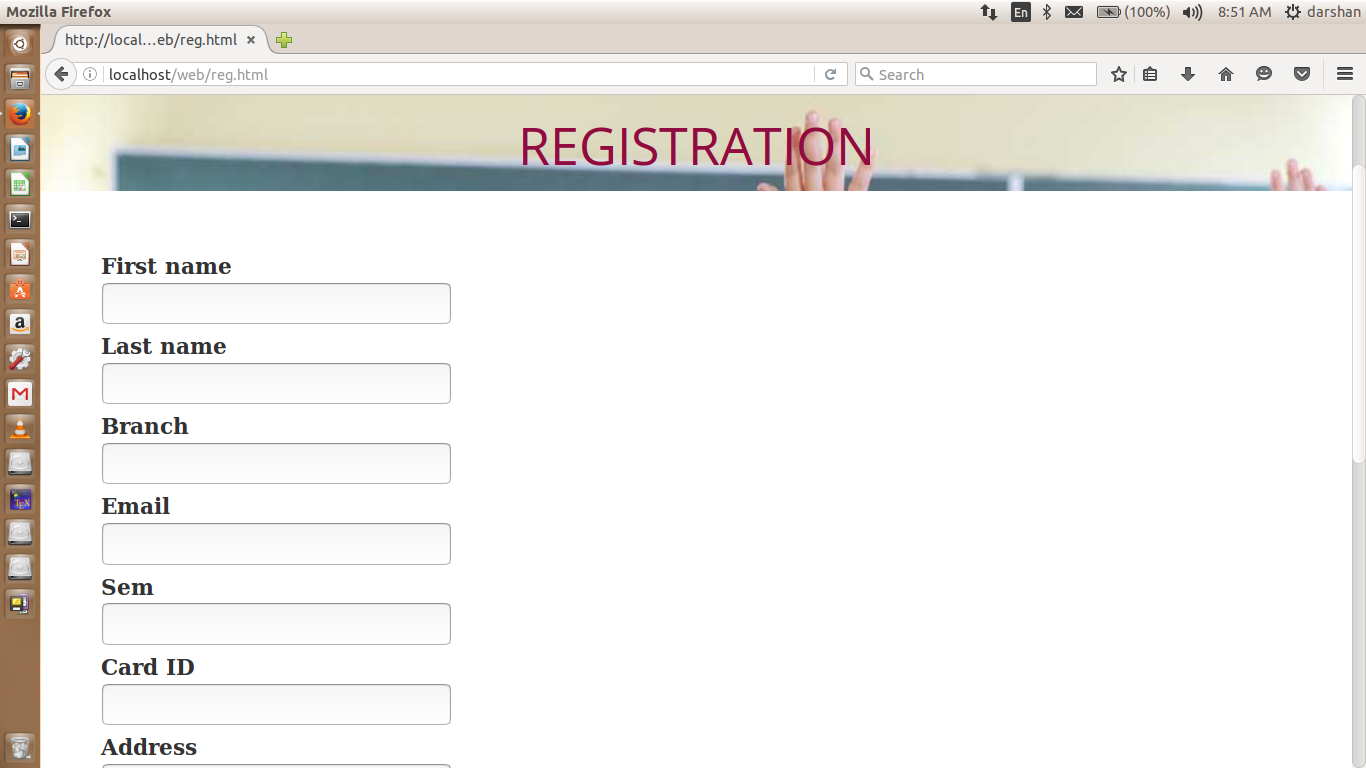 Mozilla Firefox
En
(100%)
8:51 AM
darshan
http://local...eb/reg.html
localhost/web/reg.html
Search
REGISTRATION
First name
Last name
Branch
Email
Sem
Card ID
Address